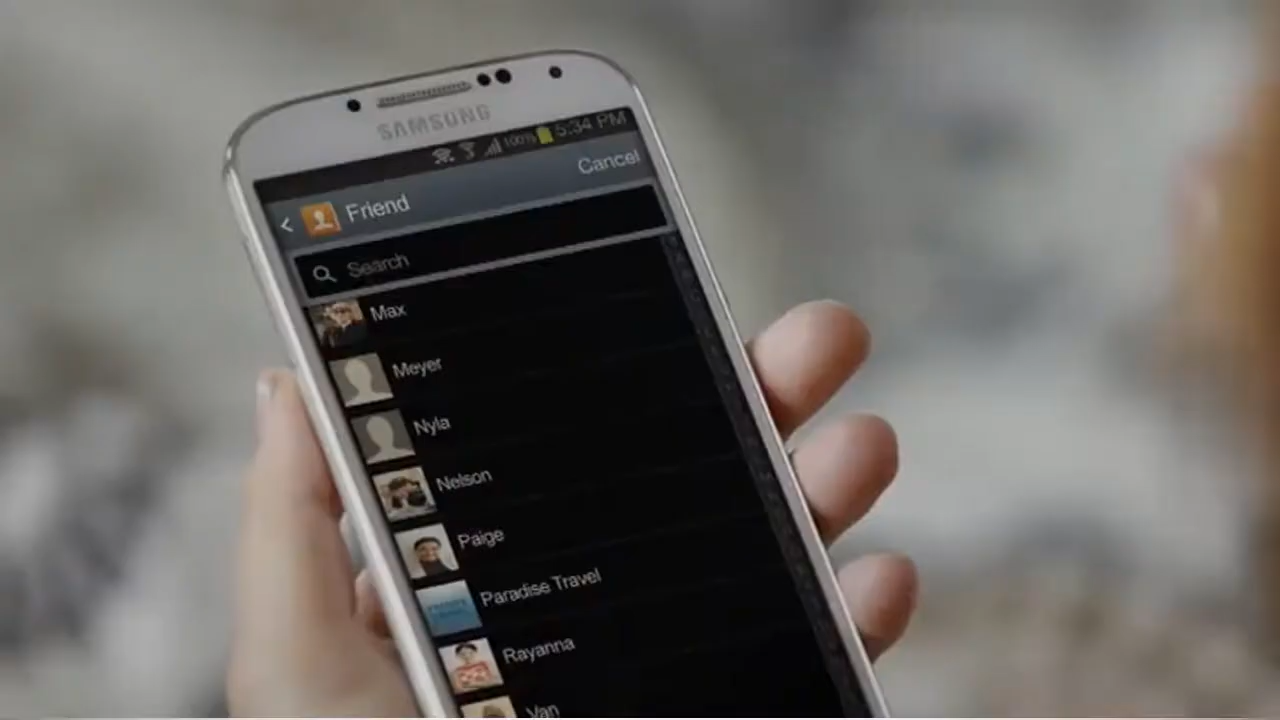 SAMSUNG
100% 5:34 PM
Friend
Cancel
Search
Max
Meyer
Nyla
Nelson
Paige
Paradise Travel
Rayanna
Van